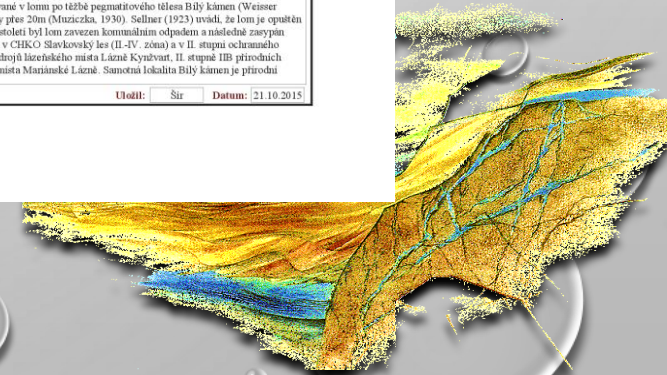 vané v lomu po těžbě pegmatitového tělesa Bílý kámen (Weisser
y přes 20m (Muziczka, 1930). Sellner (1923) uvádí, že lom je opuštěn
století byl lom zavezen komunálním odpadem a následně zasypán
v CHKO Slavkovský les (II.-IV. zóna) a v II. stupni ochranného
drojů lázeňského místa Lázně Kynžvart, II. stupně IIB přírodních
místa Mariánské Lázně. Samotná lokalita Bílý kámen je přírodní
Uložil: Šír Datum: 21.10.2015